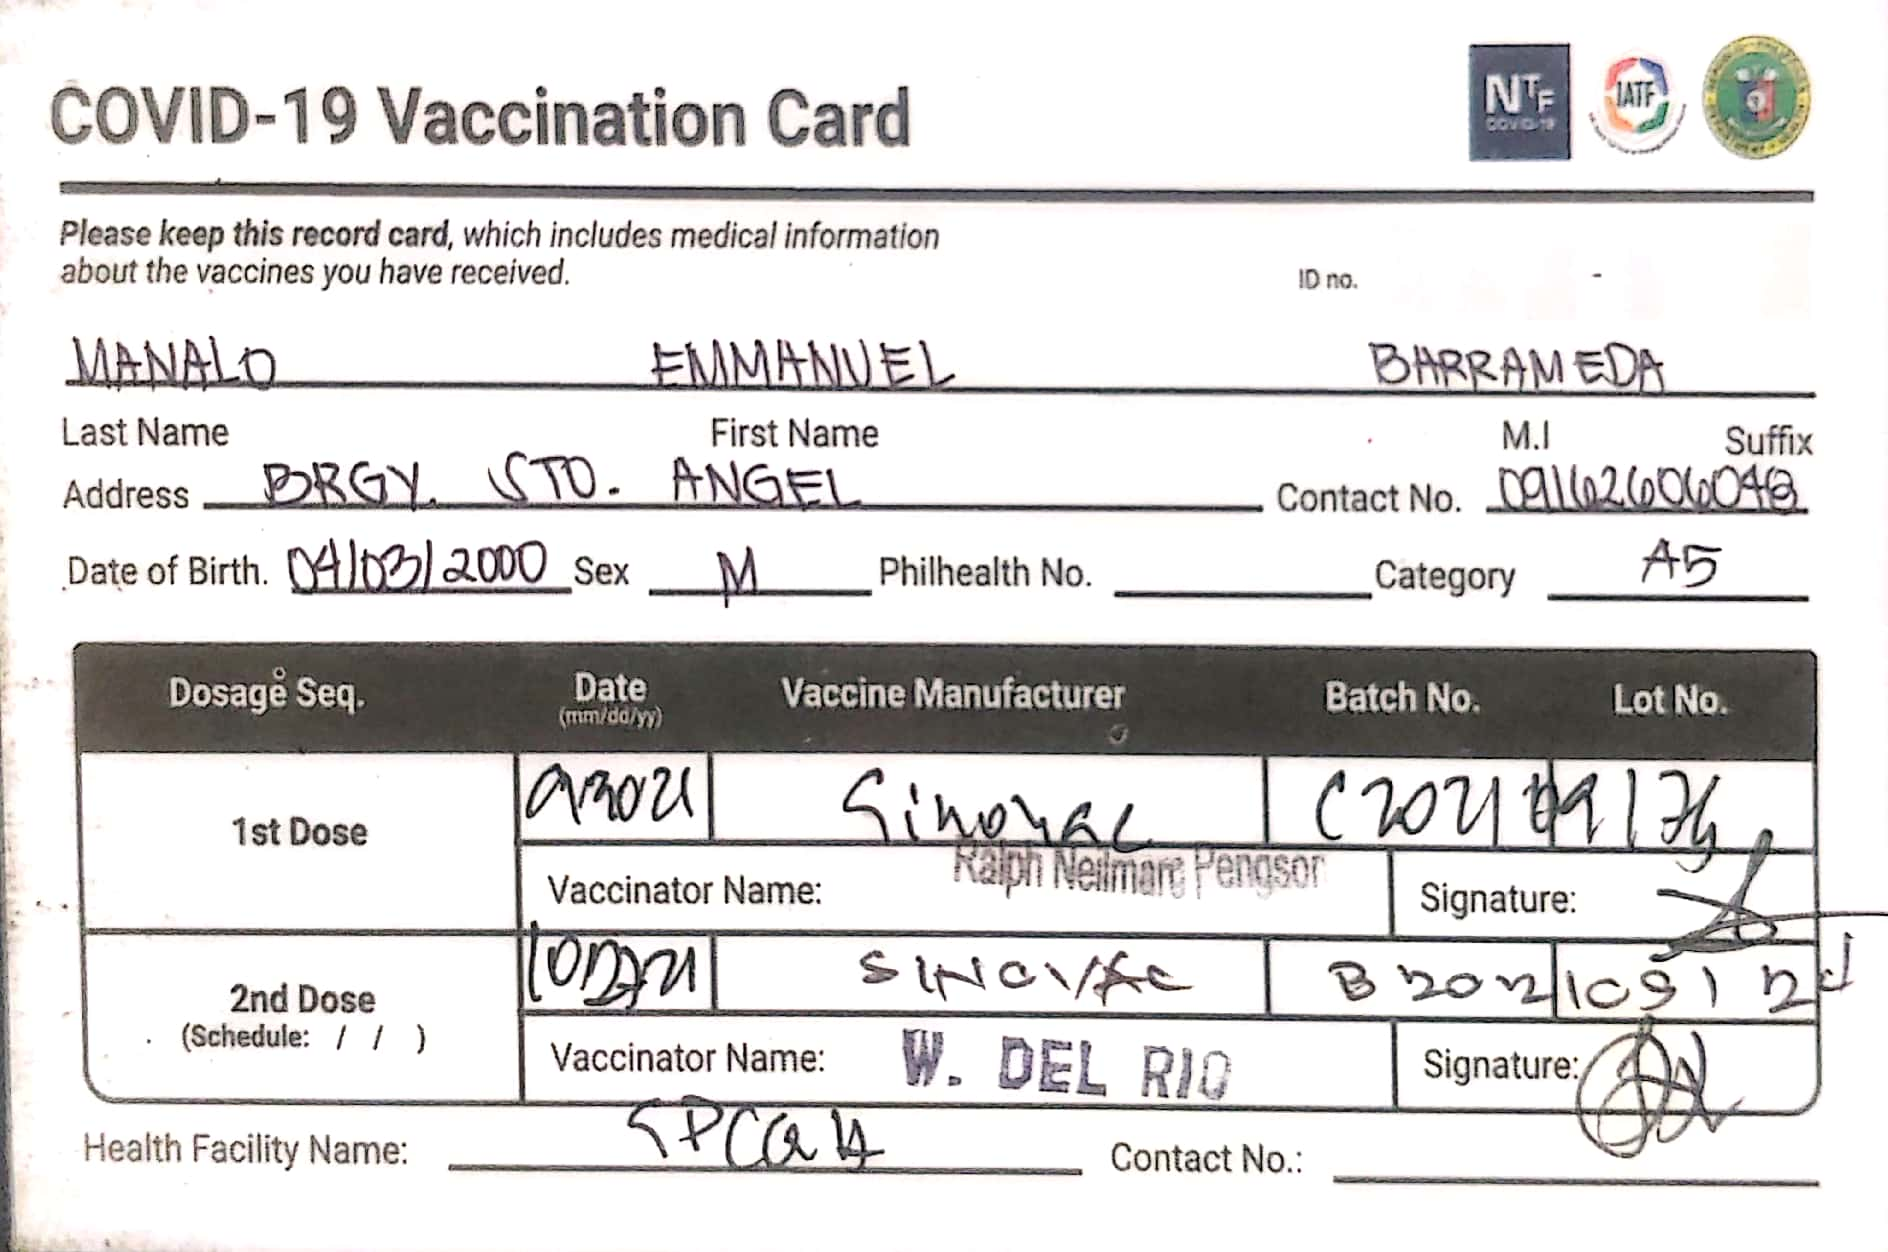 COVID-19 Vaccination Card
NTF COVID-19 IATF
Please keep this record card, which includes medical information
about the vaccines you have received.
ID no. -
MANALO EMMANUEL BARRAMEDA
Last Name First Name M.I Suffix
Address BRGY. STO. ANGEL Contact No.
Date of Birth. 04/03/2000 Sex M Philhealth No. Category A5
Dosage Seq. Date Vaccine Manufacturer Batch No. Lot No.
(mm/dd/yy)
1st Dose Sinovac
Vaccinator Name: Ralph Neilmarc Pengson Signature:
2nd Dose SINOVAC
(Schedule: / / )
Vaccinator Name: W. DEL RIO Signature:
Health Facility Name: Contact No.: